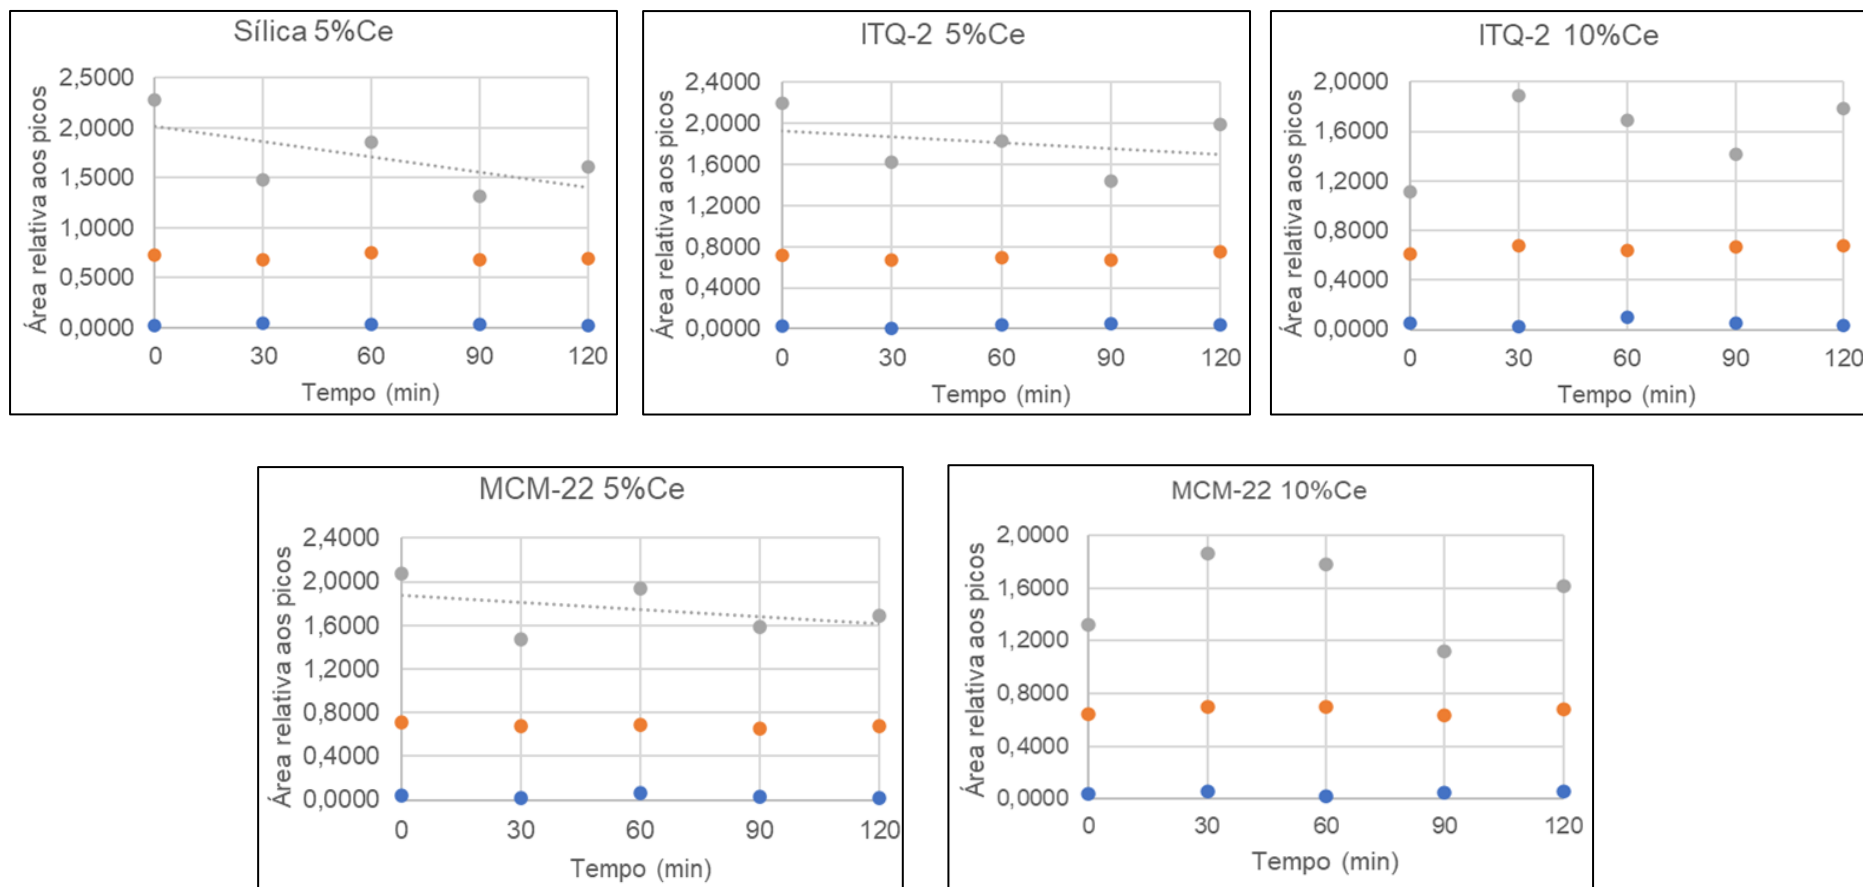 Sílica 5%Ce
Área relativa aos picos
2,5000
2,0000
1,5000
1,0000
0,5000
0,0000
0 30 60 90 120
Tempo (min)
ITQ-2 5%Ce
Área relativa aos picos
2,4000
2,0000
1,6000
1,2000
0,8000
0,4000
0,0000
0 30 60 90 120
Tempo (min)
ITQ-2 10%Ce
Área relativa aos picos
2,0000
1,6000
1,2000
0,8000
0,4000
0,0000
0 30 60 90 120
Tempo (min)
MCM-22 5%Ce
Área relativa aos picos
2,4000
2,0000
1,6000
1,2000
0,8000
0,4000
0,0000
0 30 60 90 120
Tempo (min)
MCM-22 10%Ce
Área relativa aos picos
2,0000
1,6000
1,2000
0,8000
0,4000
0,0000
0 30 60 90 120
Tempo (min)